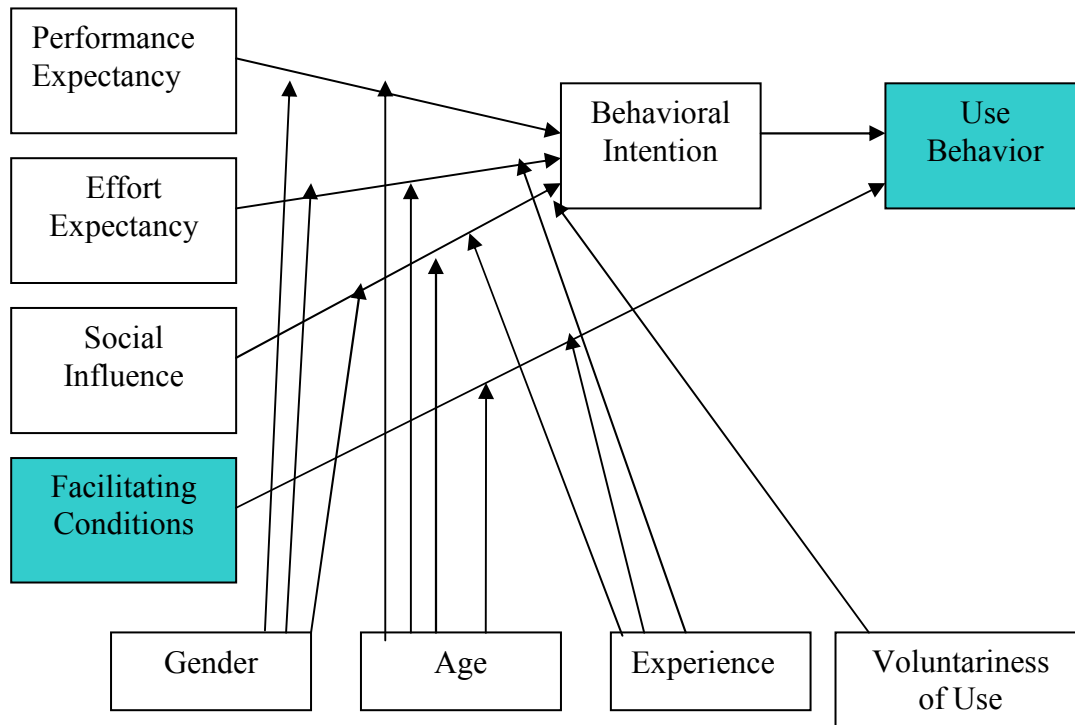 Performance
Expectancy
Behavioral
Intention
Use
Behavior
Effort
Expectancy
Social
Influence
Facilitating
Conditions
Gender
Age
Experience
Voluntariness
of Use